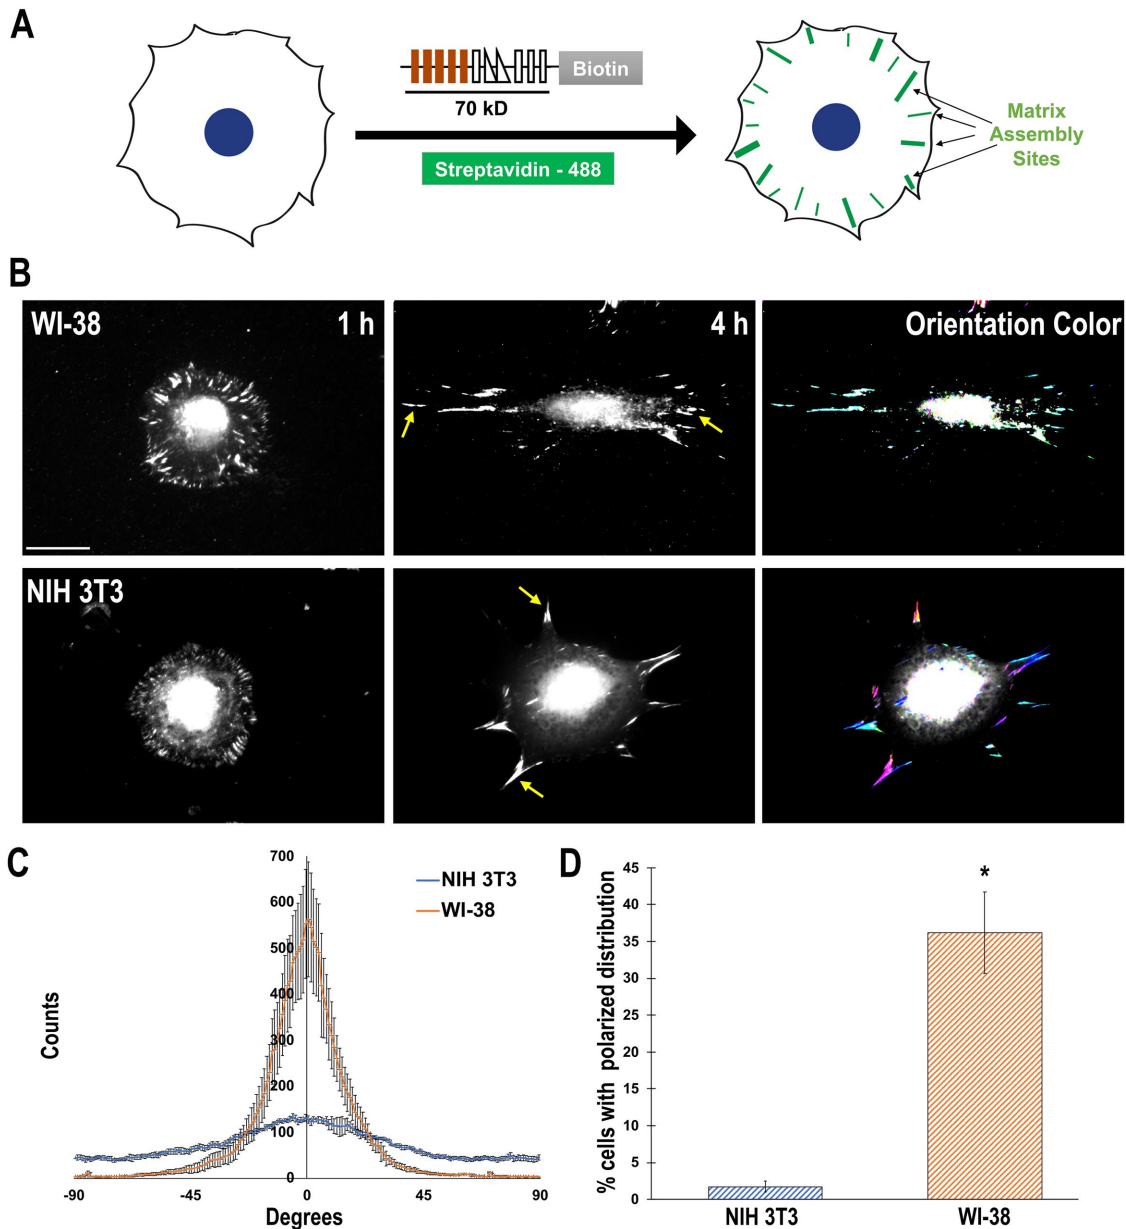 A
Biotin
70 kD
Streptavidin - 488
Matrix
Assembly
Sites
B
WI-38
1 h
4 h
Orientation Color
NIH 3T3
C
700
600
500
400
300
200
100
0
Counts
-90
-45
0
45
90
Degrees
NIH 3T3
WI-38
D
% cells with polarized distribution
45
40
35
30
25
20
15
10
5
0
*
NIH 3T3
WI-38